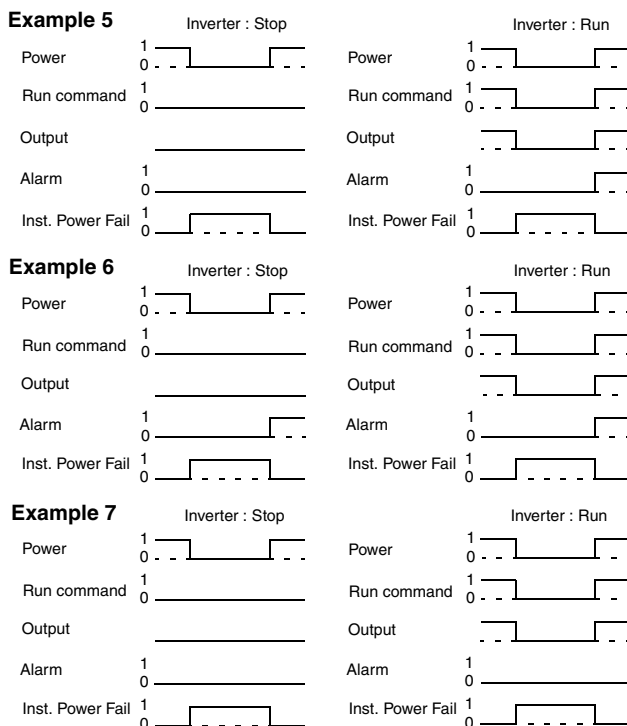 Example 5
Inverter : Stop
Inverter : Run
Power 1 0
Power 1 0
Run command 1 0
Run command 1 0
Output
Output
Alarm 1 0
Alarm 1 0
Inst. Power Fail 1 0
Inst. Power Fail 1 0
Example 6
Inverter : Stop
Inverter : Run
Power 1 0
Power 1 0
Run command 1 0
Run command 1 0
Output
Output
Alarm 1 0
Alarm 1 0
Inst. Power Fail 1 0
Inst. Power Fail 1 0
Example 7
Inverter : Stop
Inverter : Run
Power 1 0
Power 1 0
Run command 1 0
Run command 1 0
Output
Output
Alarm 1 0
Alarm 1 0
Inst. Power Fail 1 0
Inst. Power Fail 1 0